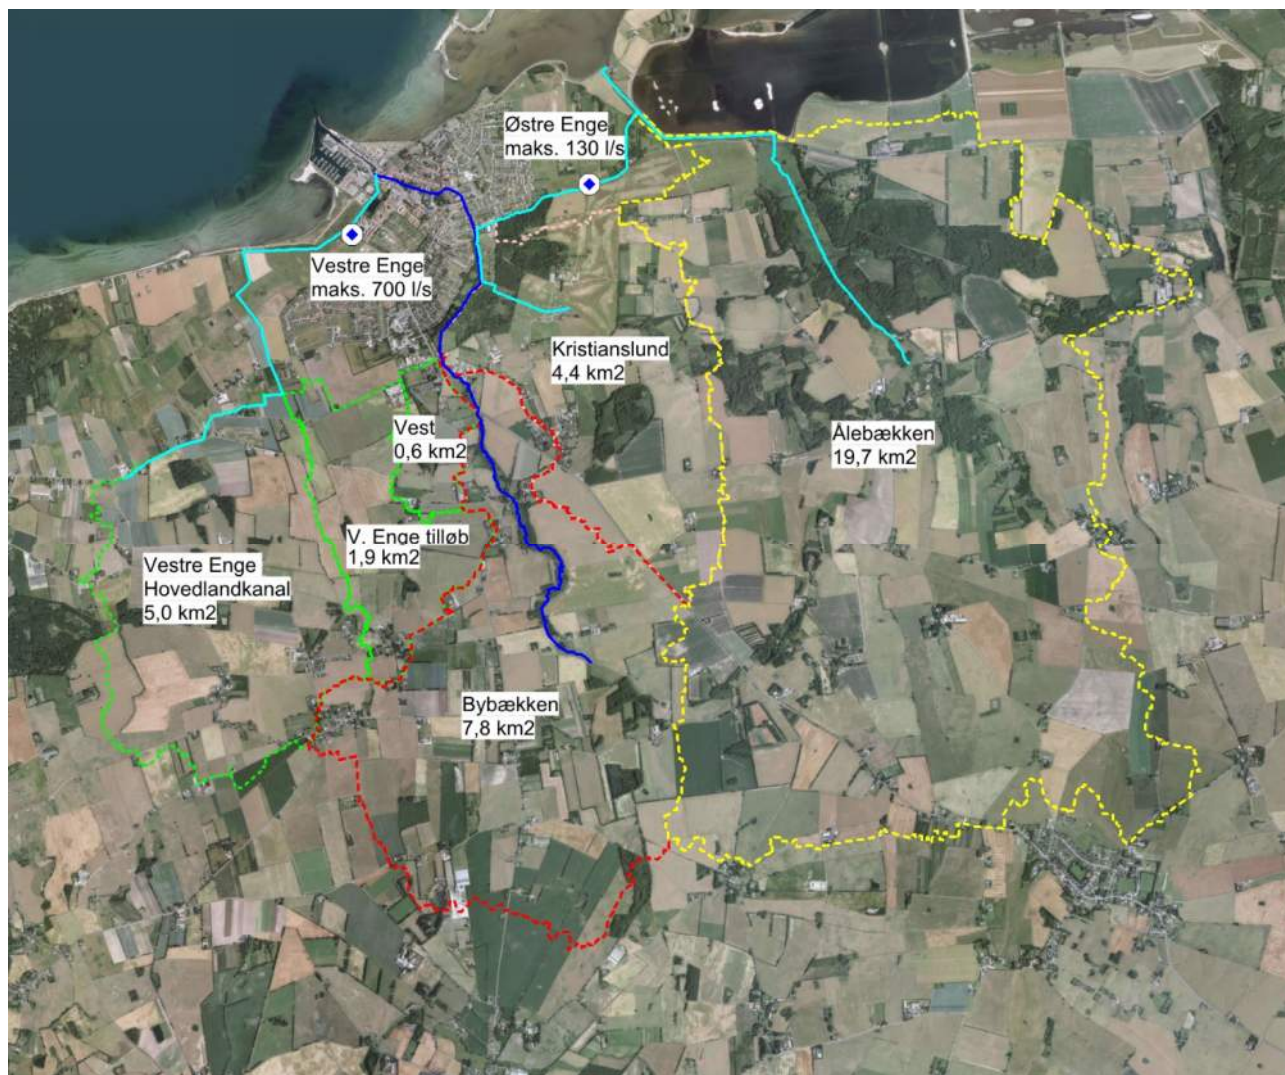 Østre Enge
maks. 130 l/s
Vestre Enge
maks. 700 l/s
Kristianslund
4,4 km2
Vest
0,6 km2
Ålebækken
19,7 km2
V. Enge tilløb
1,9 km2
Vestre Enge
Hovedlandkanal
5,0 km2
Bybækken
7,8 km2